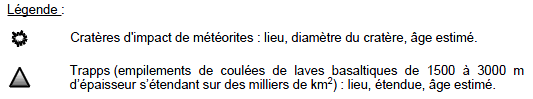 Légende :
Cratères d'impact de météorites : lieu, diamètre du cratère, âge estimé.
Trapps (empilements de coulées de laves basaltiques de 1500 à 3000 m
d'épaisseur s'étendant sur des milliers de km²) : lieu, étendue, âge estimé.